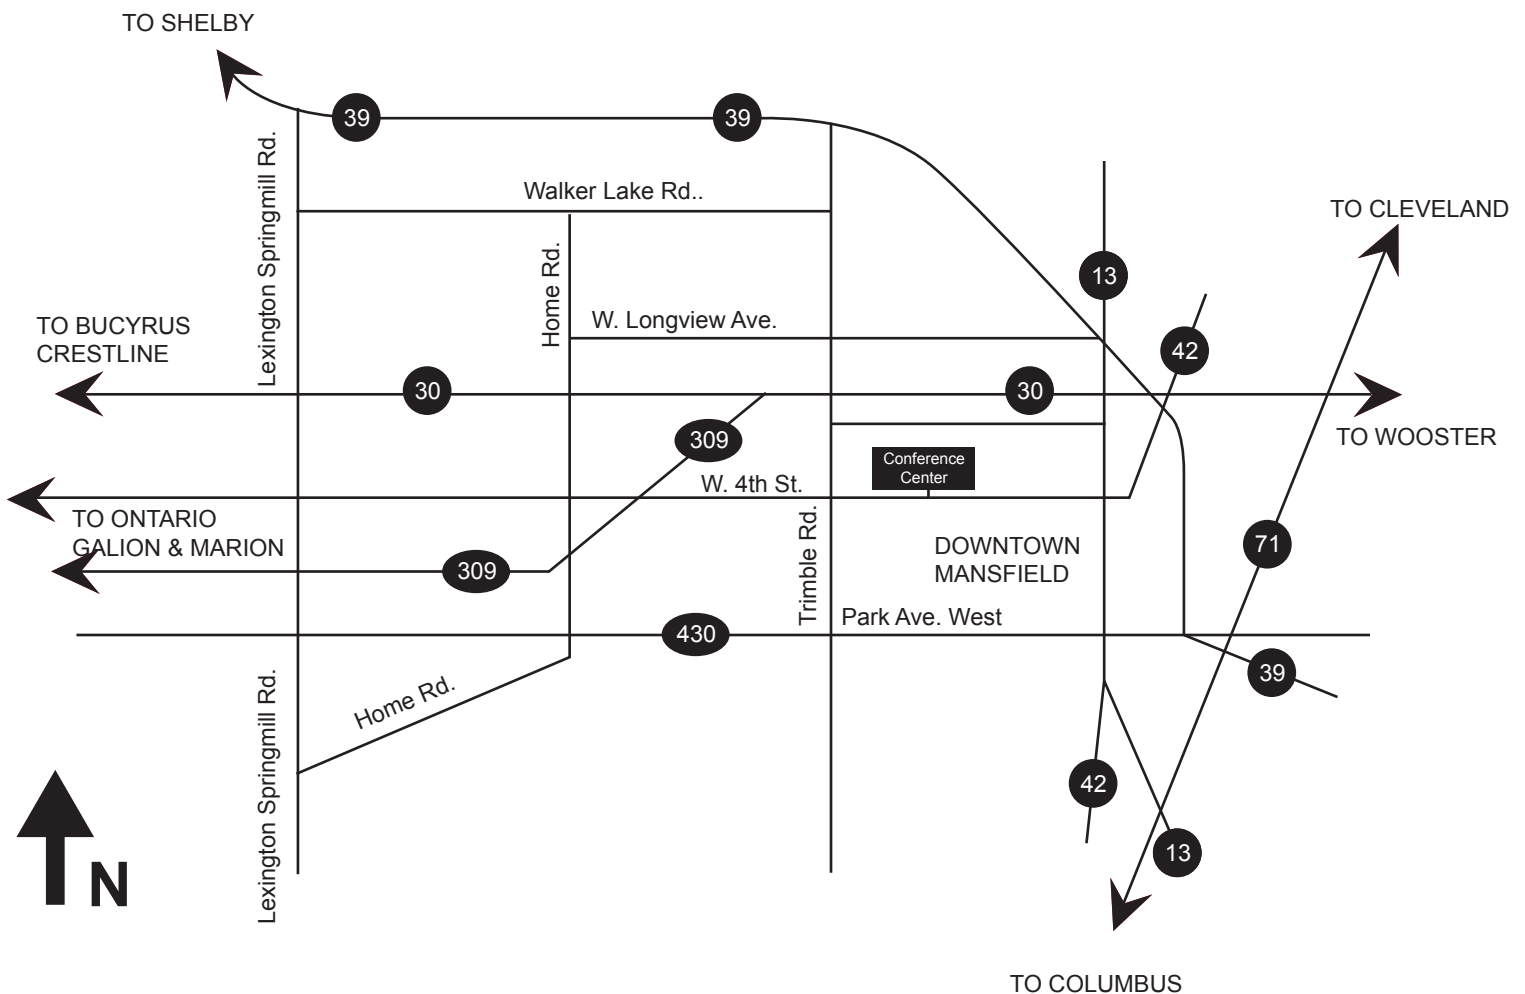 TO SHELBY
39
39
Lexington Springmill Rd.
Walker Lake Rd..
TO CLEVELAND
Home Rd.
13
TO BUCYRUS
CRESTLINE
W. Longview Ave.
42
30
30
309
TO WOOSTER
Conference
Center
W. 4th St.
TO ONTARIO
GALION & MARION
Trimble Rd.
DOWNTOWN
MANSFIELD
71
309
Park Ave. West
430
39
Home Rd.
Lexington Springmill Rd.
42
13
N
TO COLUMBUS